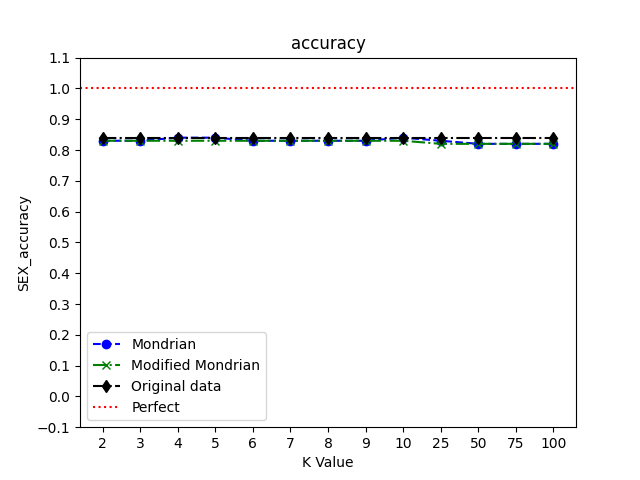 accuracy
1.1
1.0
0.9
0.8
0.7
0.6
0.5
0.4
0.3
0.2
0.1
0.0
−0.1
SEX_accuracy
Mondrian
Modified Mondrian
Original data
Perfect
2 3 4 5 6 7 8 9 10 25 50 75 100
K Value